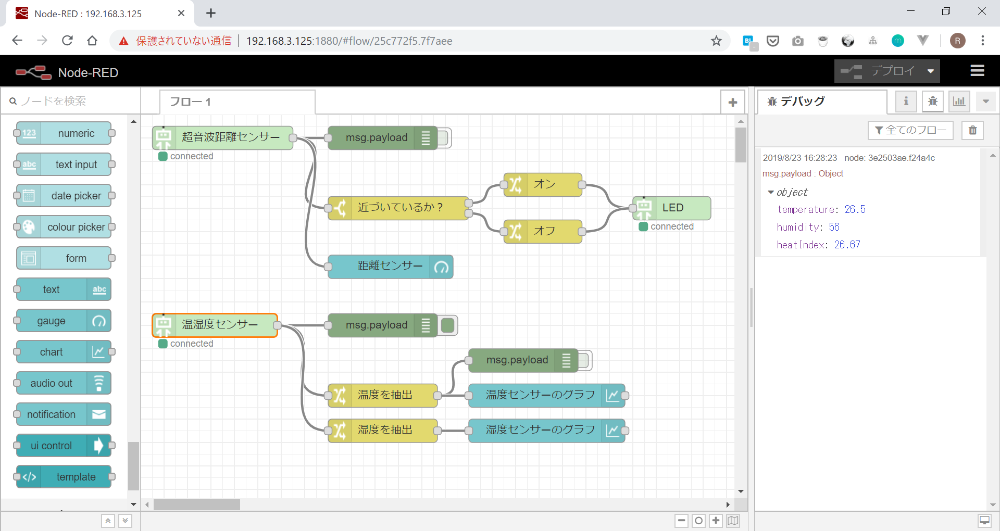 Node-RED : 192.168.3.125
保護されていない通信 192.168.3.125:1880/#flow/25c772f5.7f7aee
B!
m
R
Node-RED
デプロイ
ノードを検索
フロー 1
デバッグ
i
全てのフロー
123 numeric
abc text input
date picker
colour picker
form
text abc
gauge
chart
audio out
notification
ui control
</> template
超音波距離センサー
connected
msg.payload
近づいているか？
オン
オフ
LED
connected
距離センサー
温湿度センサー
connected
msg.payload
msg.payload
温度を抽出
温度センサーのグラフ
湿度を抽出
湿度センサーのグラフ
2019/8/23 16:28:23 node: 3e2503ae.f24a4c
msg.payload : Object
object
temperature: 26.5
humidity: 56
heatIndex: 26.67